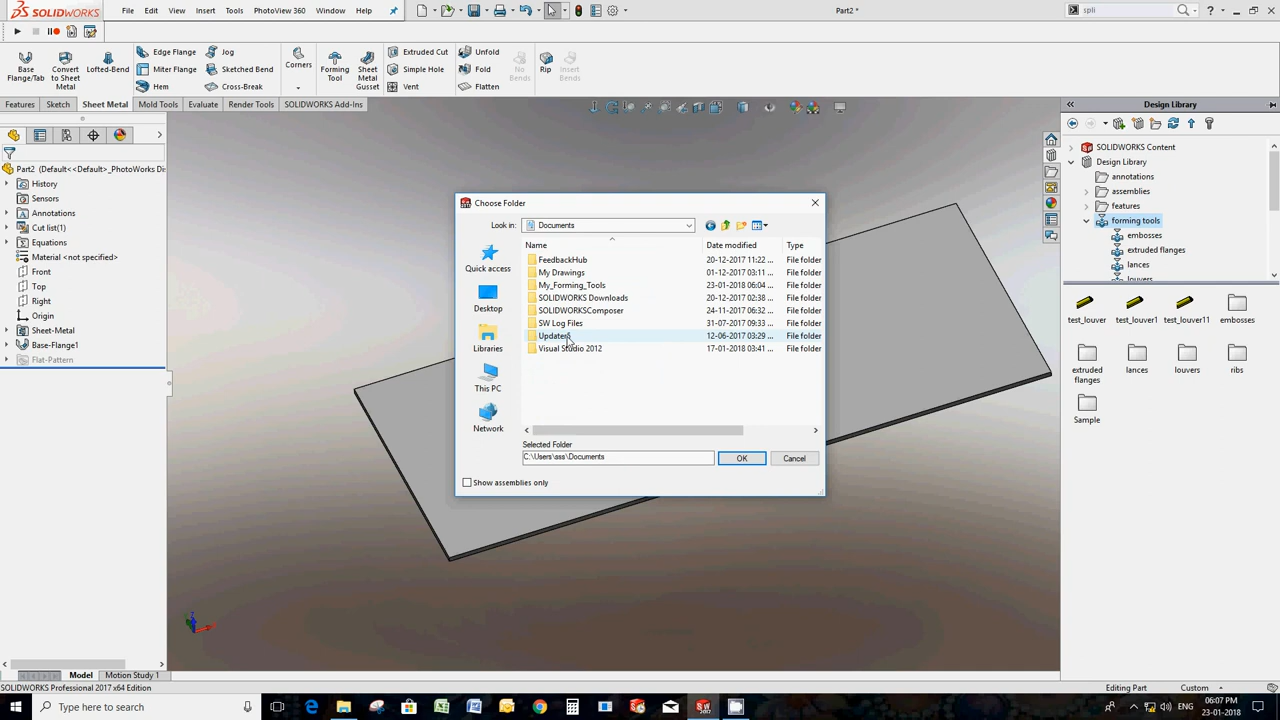 SOLIDWORKS File Edit View Insert Tools PhotoView 360 Window Help Part2 * spli
Base Flange/Tab
Convert to Sheet Metal
Lofted-Bend
Edge Flange
Miter Flange
Hem
Jog
Sketched Bend
Cross-Break
Corners
Forming Tool
Sheet Metal Gusset
Extruded Cut
Simple Hole
Vent
Unfold
Fold
Flatten
No Bends
Rip
Insert Bends
Features Sketch Sheet Metal Mold Tools Evaluate Render Tools SOLIDWORKS Add-Ins
Part2 (Default<<Default>_PhotoWorks Dis
History
Sensors
Annotations
Cut list(1)
Equations
Material <not specified>
Front
Top
Right
Origin
Sheet-Metal
Base-Flange1
Flat-Pattern
Choose Folder
Look in: Documents
Name Date modified Type
FeedbackHub 20-12-2017 11:22 ... File folder
My Drawings 01-12-2017 03:11 ... File folder
My_Forming_Tools 23-01-2018 06:04 ... File folder
SOLIDWORKS Downloads 20-12-2017 02:38 ... File folder
SOLIDWORKSComposer 24-11-2017 06:32 ... File folder
SW Log Files 31-07-2017 09:33 ... File folder
Updater 12-06-2017 03:29 ... File folder
Visual Studio 2012 17-01-2018 03:41 ... File folder
Quick access
Desktop
Libraries
This PC
Network
Selected Folder
C:\Users\sss\Documents OK Cancel
Show assemblies only
Design Library
SOLIDWORKS Content
Design Library
annotations
assemblies
features
forming tools
embosses
extruded flanges
lances
louvers
test_louver test_louver1 test_louver11 embosses
extruded flanges lances louvers ribs
Sample
Model Motion Study 1
SOLIDWORKS Professional 2017 x64 Edition Editing Part Custom
Type here to search ENG 06:07 PM
23-01-2018